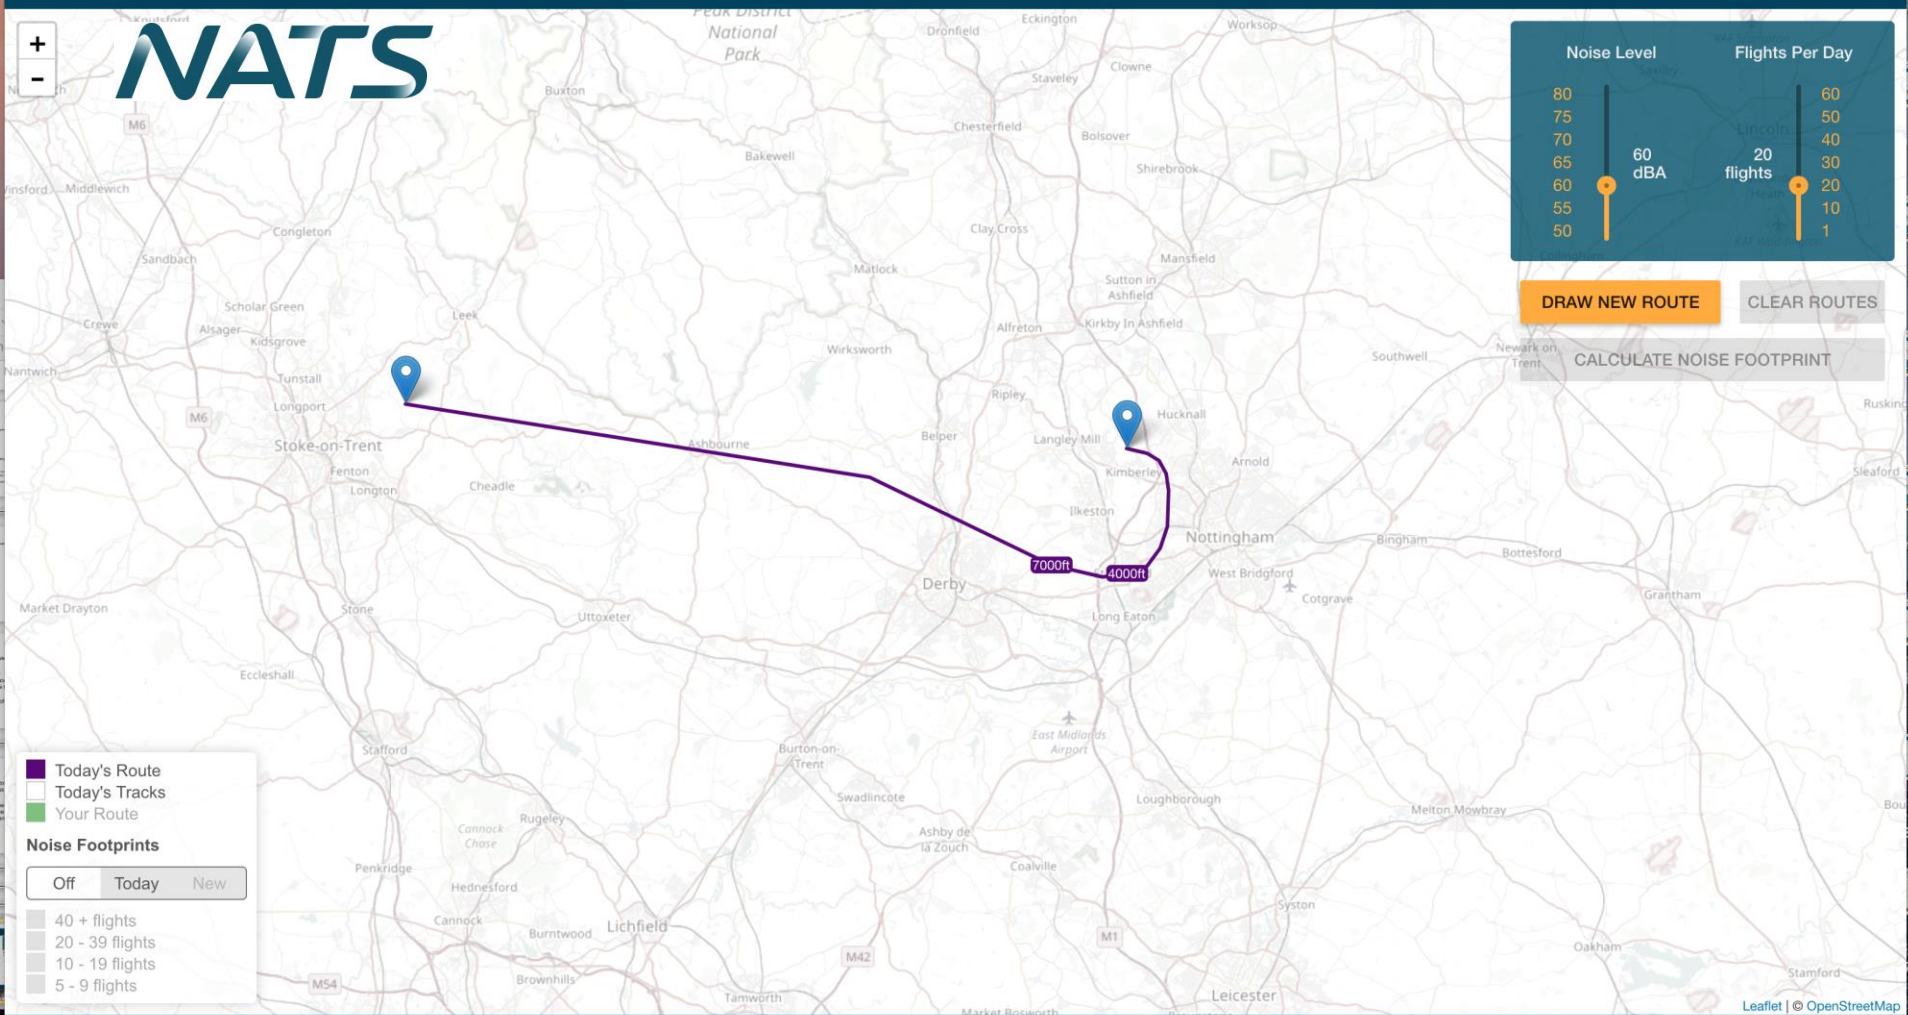 +
−
NATS
Knutsford
Peak District
National
Park
Eckington
Dronfield
Worksop
Clowne
Staveley
Buxton
M6
Chesterfield
Bolsover
Bakewell
Shirebrook
Middlewich
Congleton
Clay Cross
Sandbach
Mansfield
Matlock
Sutton in
Ashfield
Scholar Green
Leek
Crewe
Alsager
Kidsgrove
Alfreton
Kirkby In Ashfield
Wirksworth
Southwell
Newark on
Trent
Nantwich
Tunstall
Longport
Ripley
Hucknall
M6
Stoke-on-Trent
Ashbourne
Belper
Langley Mill
Arnold
Kimberley
Fenton
Longton
Cheadle
Sleaford
Ilkeston
Nottingham
Bingham
Bottesford
7000ft
4000ft
Derby
West Bridgford
Cotgrave
Grantham
Market Drayton
Stone
Uttoxeter
Long Eaton
Eccleshall
East Midlands
Airport
Stafford
Burton-on-
Trent
Swadlincote
Loughborough
Melton Mowbray
Rugeley
Cannock
Chase
Ashby de
la Zouch
Coalville
Penkridge
Hednesford
Syston
Cannock
Lichfield
Burntwood
M1
Oakham
M42
M54
Brownhills
Tamworth
Leicester
Stamford
Market Bosworth
Noise Level
Flights Per Day
80
75
70
65
60
55
50
60
dBA
20
flights
60
50
40
30
20
10
1
Lincoln
DRAW NEW ROUTE
CLEAR ROUTES
CALCULATE NOISE FOOTPRINT
Today's Route
Today's Tracks
Your Route
Noise Footprints
Off Today New
40 + flights
20 - 39 flights
10 - 19 flights
5 - 9 flights
Leaflet | © OpenStreetMap